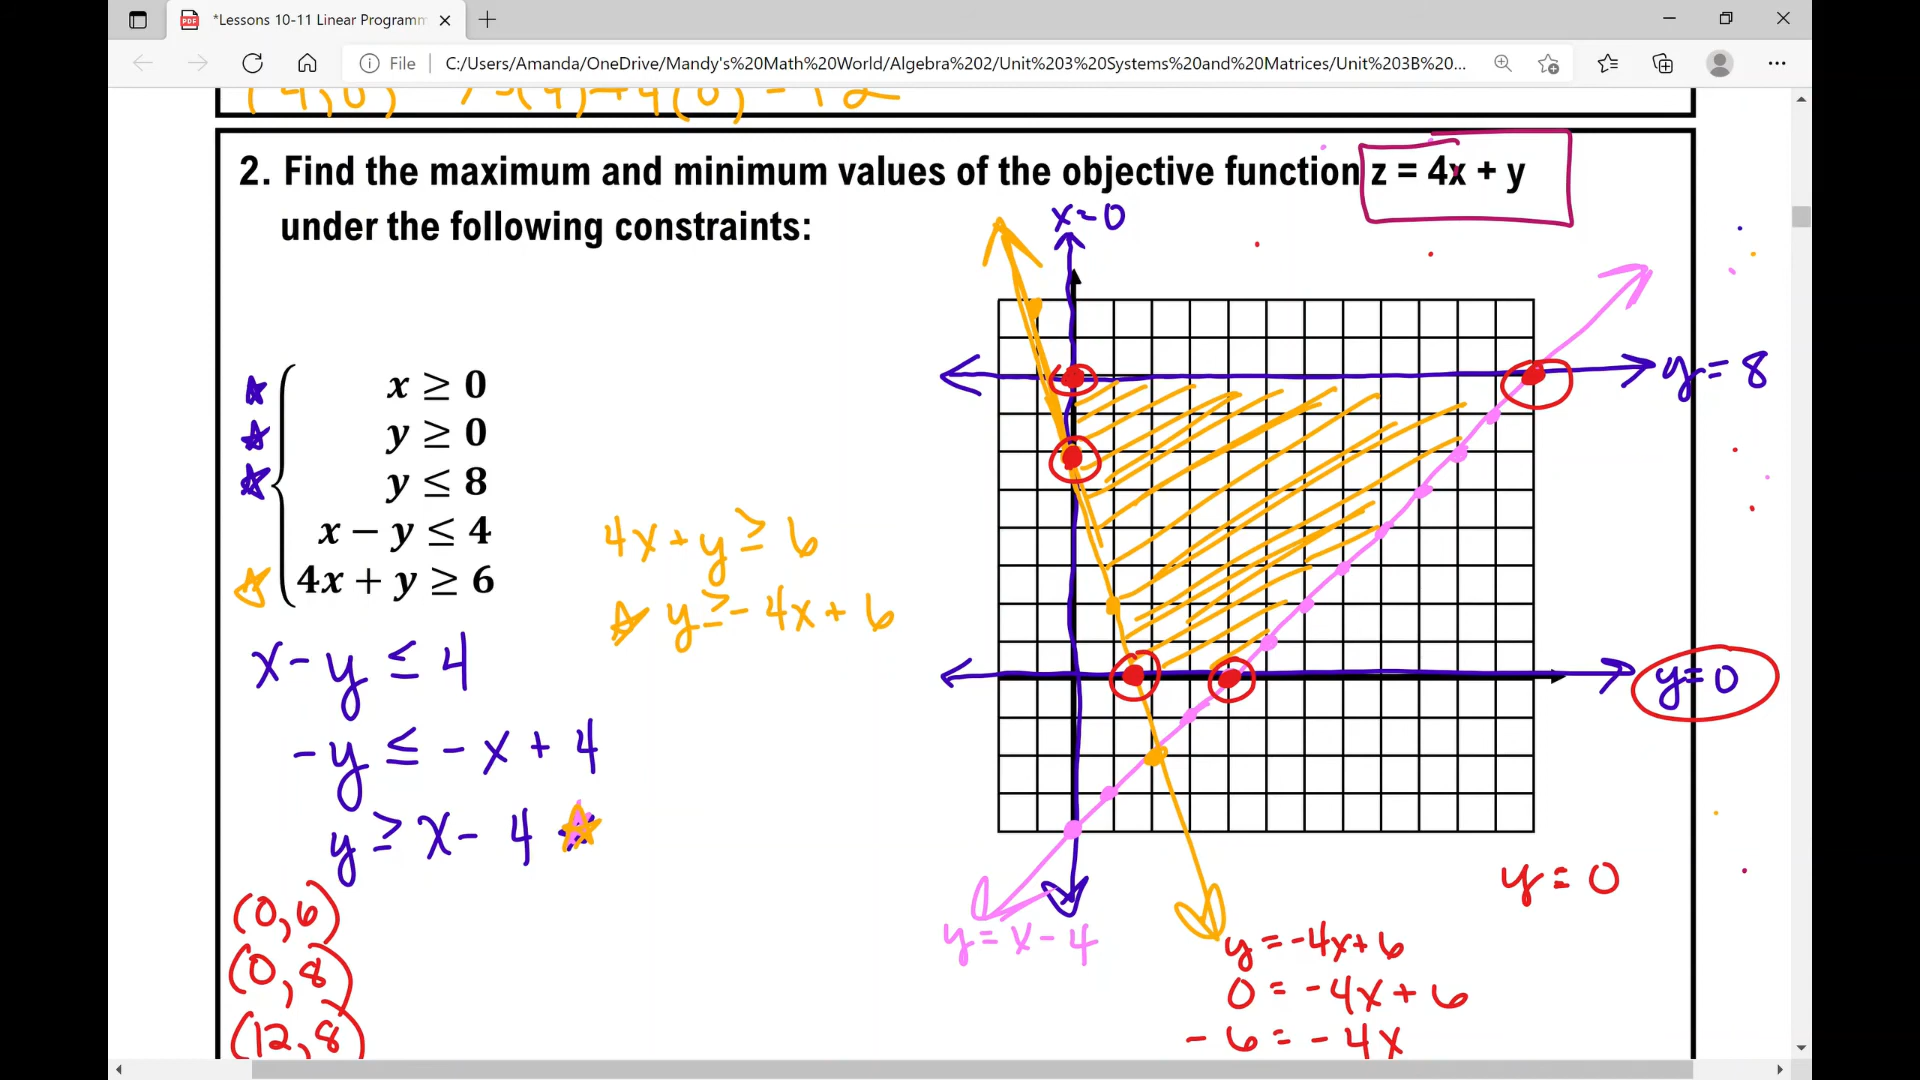 *Lessons 10-11 Linear Programm
File
C:/Users/Amanda/OneDrive/Mandy's%20Math%20World/Algebra%202/Unit%203%20Systems%20and%20Matrices/Unit%203B%20...
2. Find the maximum and minimum values of the objective function z = 4x + y
under the following constraints:
x = 0
y = 8
x ≥ 0
y ≥ 0
y ≤ 8
x − y ≤ 4
4x + y ≥ 6
4x + y ≥ 6
y ≥ -4x + 6
x - y ≤ 4
-y ≤ -x + 4
y ≥ x - 4
y = 0
(0,6)
(0,8)
(12,8)
y = x - 4
y = 0
y = -4x + 6
0 = -4x + 6
-6 = -4x